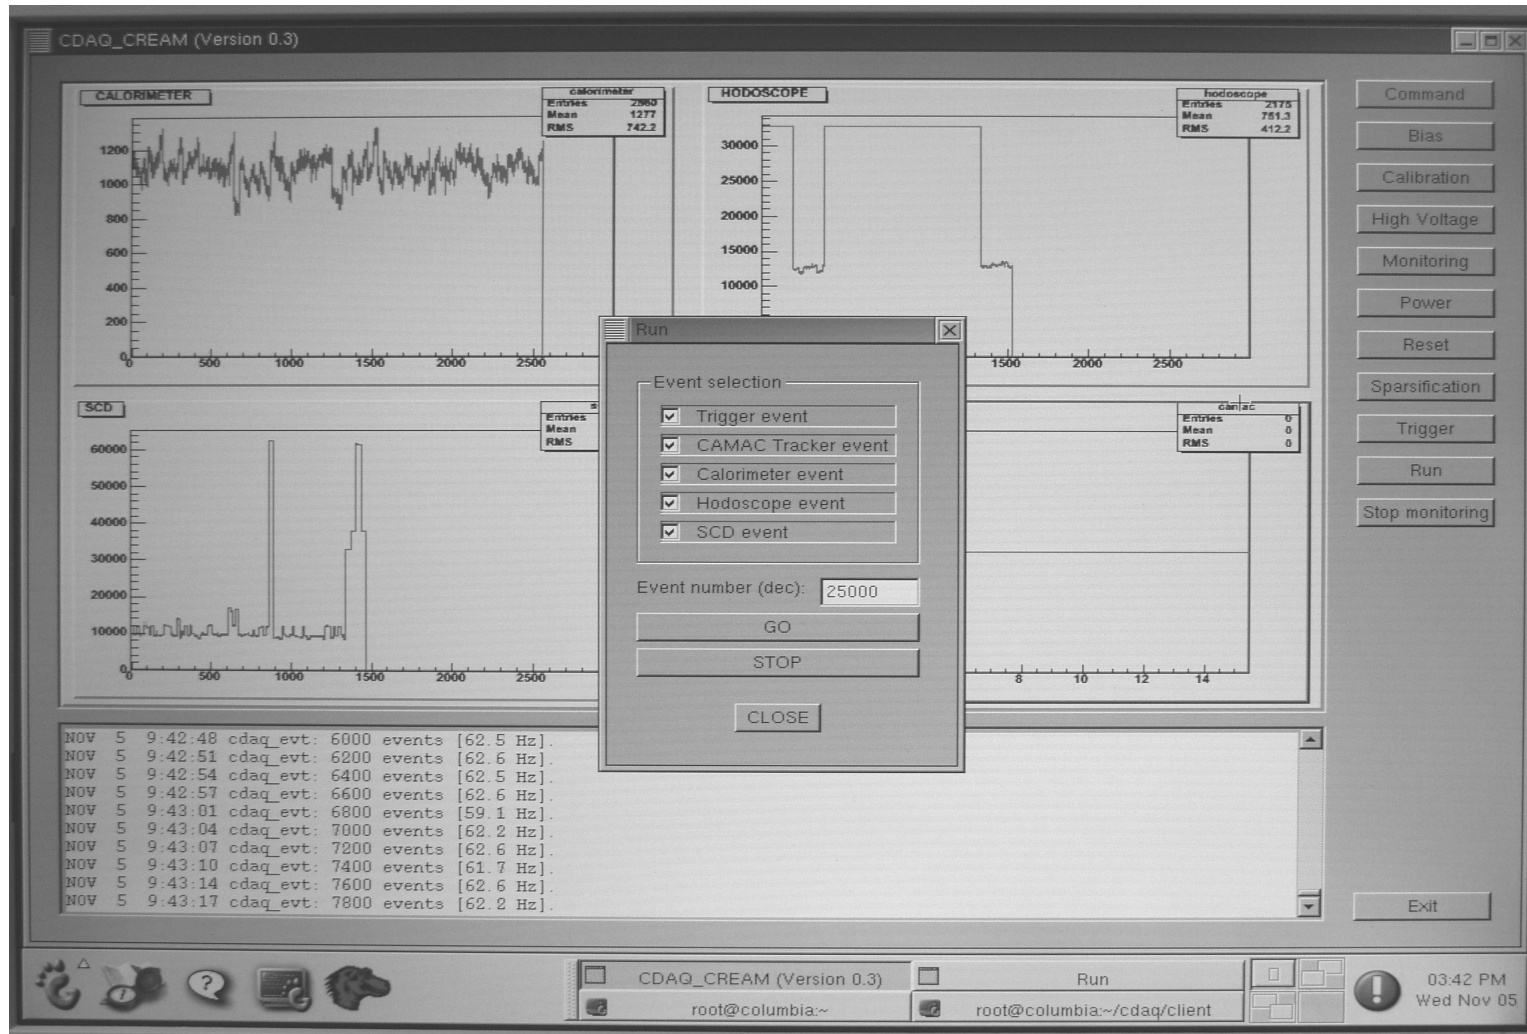 CDAQ_CREAM (Version 0.3)
CALORIMETER
calorimeter
Entries 2560
Mean 1277
RMS 742.2
1200
1000
800
600
400
200
0
0 500 1000 1500 2000 2500
HODOSCOPE
hodoscope
Entries 2175
Mean 751.3
RMS 412.2
30000
25000
20000
15000
10000
1500 2000 2500
SCD
Entries
Mean
RMS
60000
50000
40000
30000
20000
10000
0
0 500 1000 1500 2000 2500
camac
Entries 0
Mean 0
RMS 0
8 10 12 14
Run
Event selection
Trigger event
CAMAC Tracker event
Calorimeter event
Hodoscope event
SCD event
Event number (dec): 25000
GO
STOP
CLOSE
Command
Bias
Calibration
High Voltage
Monitoring
Power
Reset
Sparsification
Trigger
Run
Stop monitoring
Exit
NOV 5 9:42:48 cdaq_evt: 6000 events [62.5 Hz].
NOV 5 9:42:51 cdaq_evt: 6200 events [62.6 Hz].
NOV 5 9:42:54 cdaq_evt: 6400 events [62.5 Hz].
NOV 5 9:42:57 cdaq_evt: 6600 events [62.6 Hz].
NOV 5 9:43:01 cdaq_evt: 6800 events [59.1 Hz].
NOV 5 9:43:04 cdaq_evt: 7000 events [62.2 Hz].
NOV 5 9:43:07 cdaq_evt: 7200 events [62.6 Hz].
NOV 5 9:43:10 cdaq_evt: 7400 events [61.7 Hz].
NOV 5 9:43:14 cdaq_evt: 7600 events [62.6 Hz].
NOV 5 9:43:17 cdaq_evt: 7800 events [62.2 Hz].
CDAQ_CREAM (Version 0.3)
Run
root@columbia:~
root@columbia:~/cdaq/client
03:42 PM
Wed Nov 05